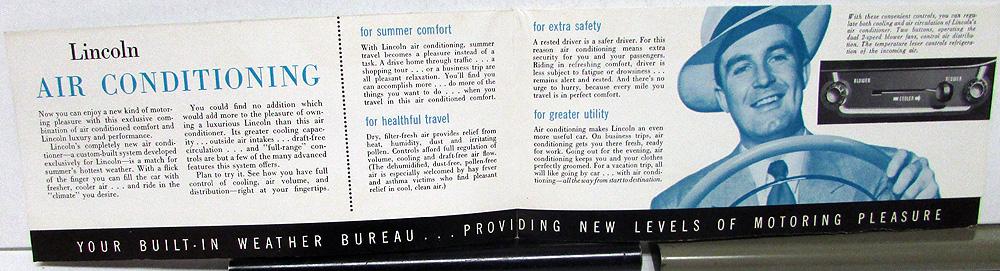 Lincoln
AIR CONDITIONING
Now you can enjoy a new kind of motor-
ing pleasure with this exclusive com-
bination of air conditioned comfort and
Lincoln luxury and performance.
Lincoln's completely new air condi-
tioner—a custom-built system developed
exclusively for Lincoln—is a match for
summer's hottest weather. With a flick
of the finger you can fill the car with
fresher, cooler air . . . and ride in the
"climate" you desire.
You could find no addition which
would add more to the pleasure of own-
ing a luxurious Lincoln than this air
conditioner. Its greater cooling capac-
ity . . . outside air intakes . . . draft-free
circulation . . . and "full-range" con-
trols are but a few of the many advanced
features this system offers.
Plan to try it. See how you have full
control of cooling, air volume, and
distribution—right at your fingertips.
for summer comfort
With Lincoln air conditioning, summer
travel becomes a pleasure instead of a
task. A drive home through traffic . . . a
shopping tour . . . or a business trip are
all pleasant relaxation. You'll find you
can accomplish more . . . do more of the
things you want to do . . . when you
travel in this air conditioned comfort.
for healthful travel
Dry, filter-fresh air provides relief from
heat, humidity, dust and irritating
pollen. Controls afford full regulation of
volume, cooling and draft-free air flow.
(The dehumidified, dust-free, pollen-free
air is especially welcomed by hay fever
and asthma victims who find pleasant
relief in cool, clean air.)
for extra safety
A rested driver is a safer driver. For this
reason air conditioning means extra
security for you and your passengers.
Riding in refreshing comfort, driver is
less subject to fatigue or drowsiness . . .
remains alert and rested. And there's no
urge to hurry, because every mile you
travel is in perfect comfort.
for greater utility
Air conditioning makes Lincoln an even
more useful car. On business trips, air
conditioning gets you there fresh, ready
for work. Going out for the evening, air
conditioning keeps you and your clothes
perfectly groomed. For a vacation trip, all
will like going by car . . . with air condi-
tioning—all the way from start to destination.
With these convenient controls, you can regu-
late both cooling and air circulation of Lincoln's
air conditioner. Two buttons, operating the
dual 2-speed blower fans, control air distribu-
tion. The temperature lever controls refrigera-
tion of the incoming air.
BLOWER
BLOWER
COOLER
YOUR BUILT-IN WEATHER BUREAU . . . PROVIDING NEW LEVELS OF MOTORING PLEASURE